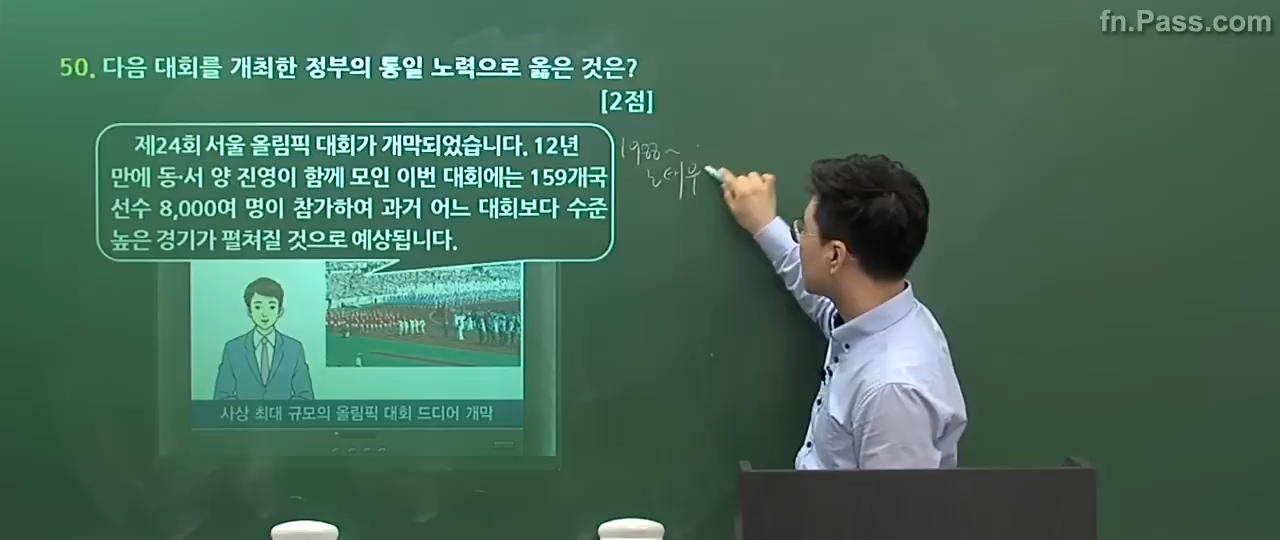 fn.Pass.com
50. 다음 대회를 개최한 정부의 통일 노력으로 옳은 것은?
[2점]
제24회 서울 올림픽 대회가 개막되었습니다. 12년
만에 동·서 양 진영이 함께 모인 이번 대회에는 159개국
선수 8,000여 명이 참가하여 과거 어느 대회보다 수준
높은 경기가 펼쳐질 것으로 예상됩니다.
사상 최대 규모의 올림픽 대회 드디어 개막
1988~
노태우